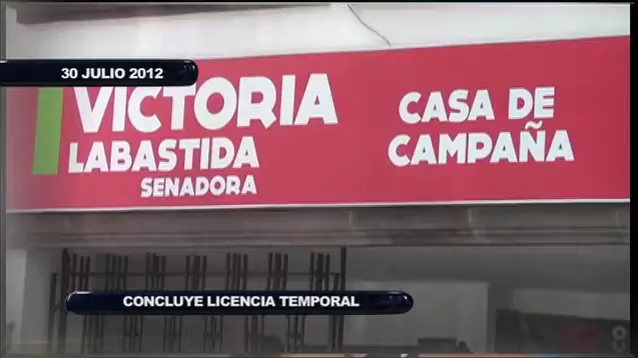 30 JULIO 2012
VICTORIA
LABASTIDA
SENADORA
CASA DE
CAMPAÑA
CONCLUYE LICENCIA TEMPORAL